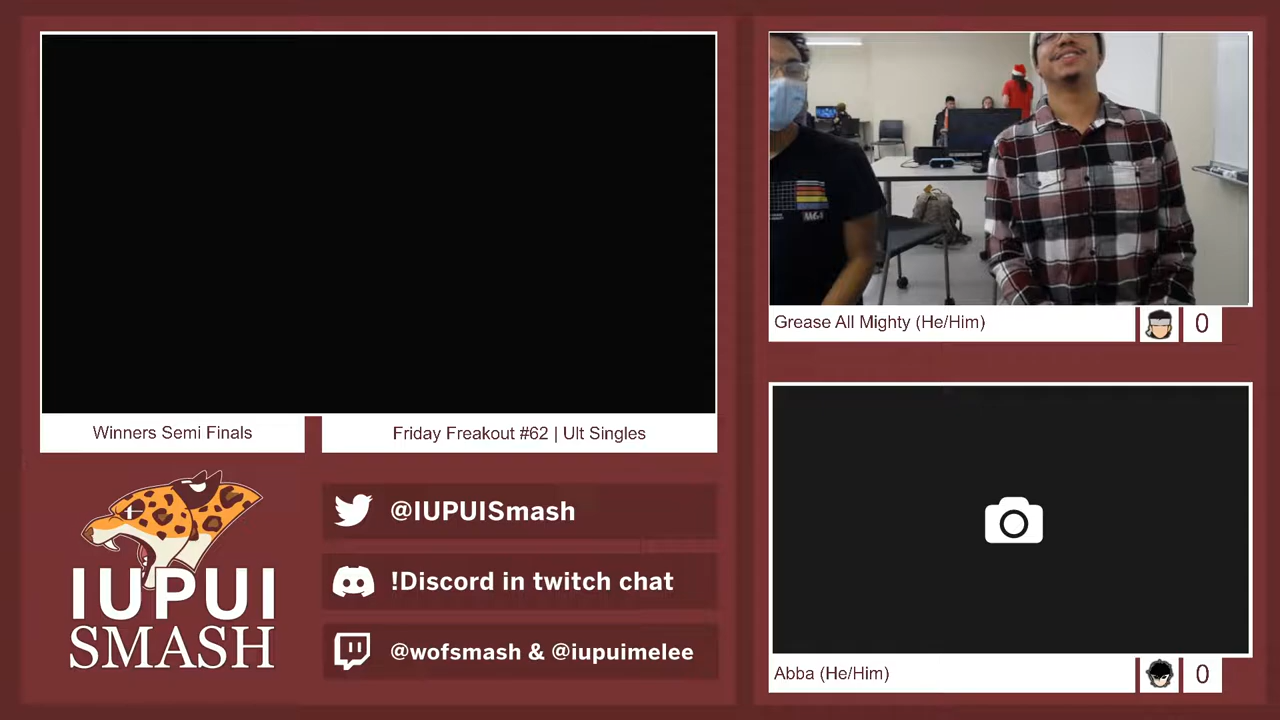 Grease All Mighty (He/Him)
0
Winners Semi Finals
Friday Freakout #62 | Ult Singles
@IUPUISmash
!Discord in twitch chat
@wofsmash & @iupuimelee
IUPUI
SMASH
Abba (He/Him)
0